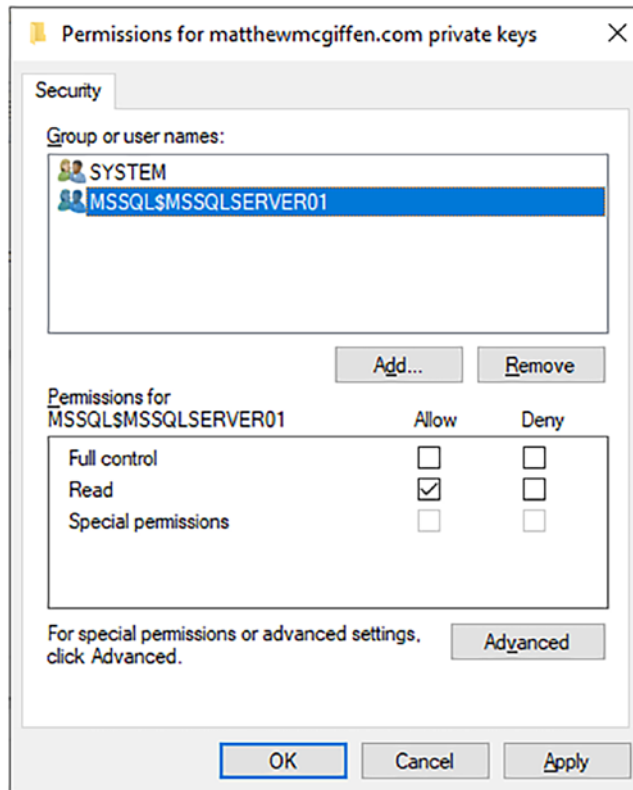 Permissions for matthewmcgiffen.com private keys
Security
Group or user names:
SYSTEM
MSSQL$MSSQLSERVER01
Add... Remove
Permissions for
MSSQL$MSSQLSERVER01 Allow Deny
Full control
Read
Special permissions
For special permissions or advanced settings, Advanced
click Advanced.
OK Cancel Apply